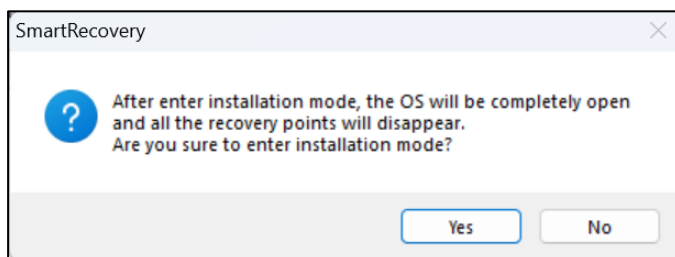 SmartRecovery
?
After enter installation mode, the OS will be completely open
and all the recovery points will disappear.
Are you sure to enter installation mode?
Yes No